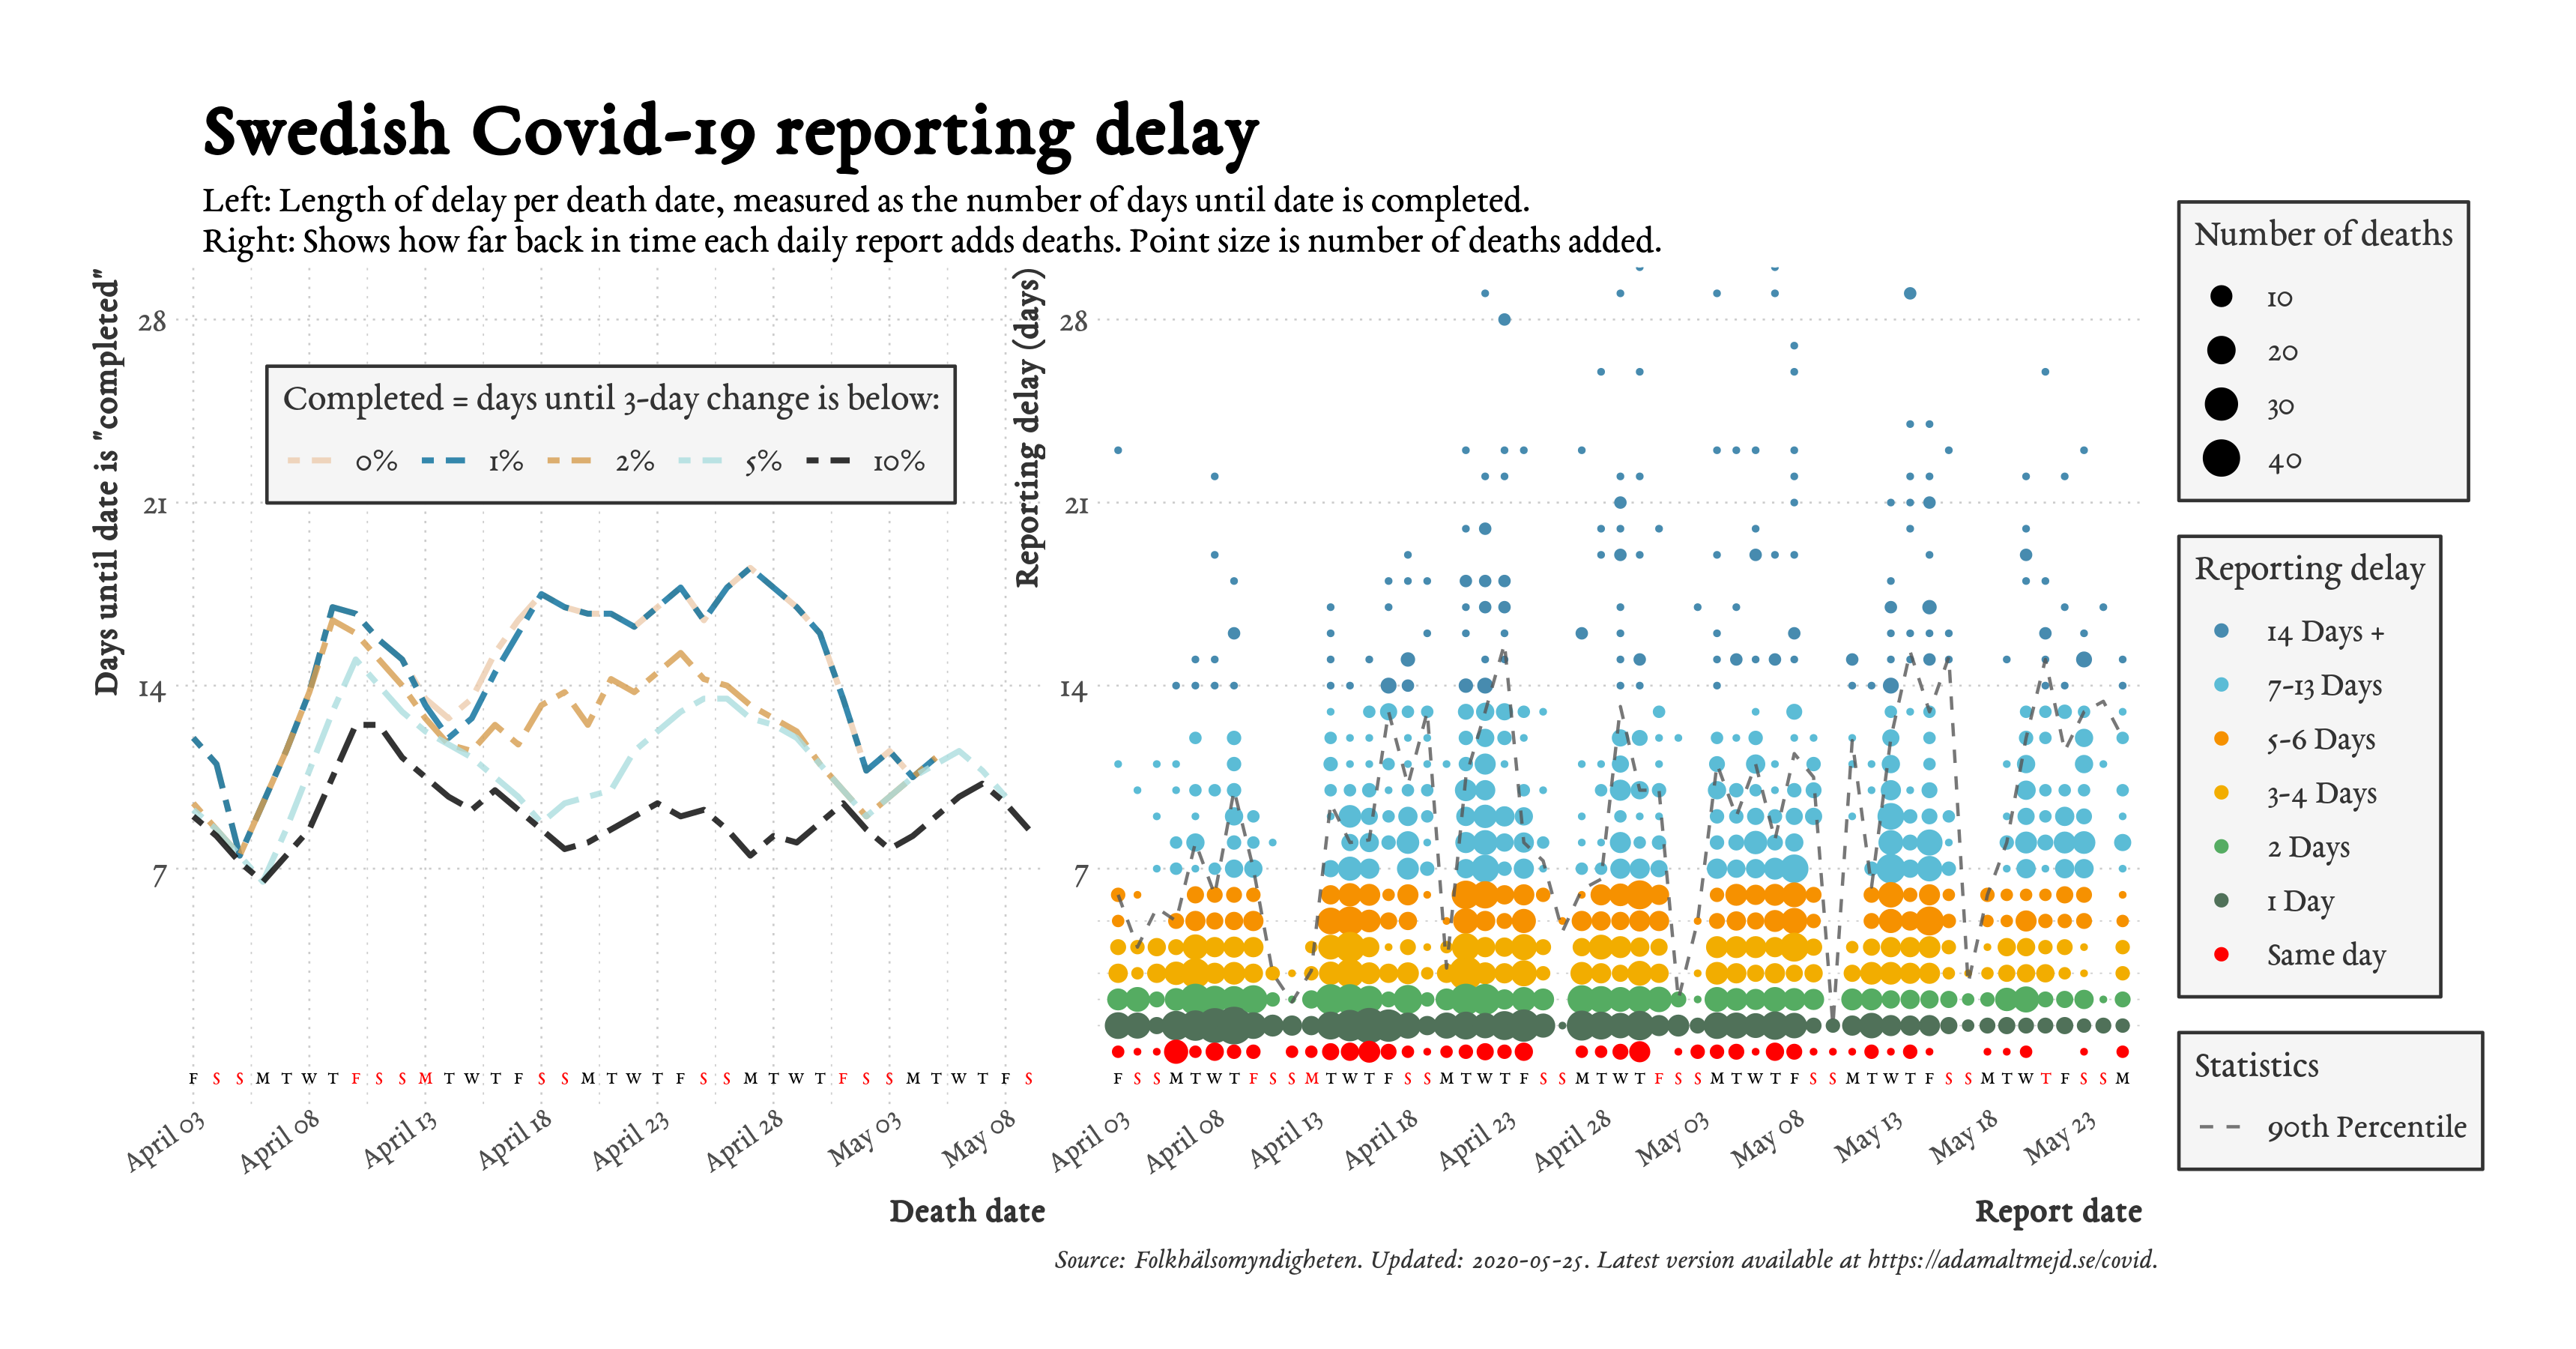 Swedish Covid-19 reporting delay
Left: Length of delay per death date, measured as the number of days until date is completed.
Right: Shows how far back in time each daily report adds deaths. Point size is number of deaths added.
Days until date is "completed"
28
21
14
7
Completed = days until 3-day change is below:
0% 1% 2% 5% 10%
F S S M T W T F S S M T W T F S S M T W T F S S M T W T F S S M T W T F S
April 03 April 08 April 13 April 18 April 23 April 28 May 03 May 08
Death date
Reporting delay (days)
28
21
14
7
F S S M T W T F S S M T W T F S S M T W T F S S M T W T F S S M T W T F S S M T W T F S S M T W T F S S M
April 03 April 08 April 13 April 18 April 23 April 28 May 03 May 08 May 13 May 18 May 23
Report date
Number of deaths
10
20
30
40
Reporting delay
14 Days +
7-13 Days
5-6 Days
3-4 Days
2 Days
1 Day
Same day
Statistics
90th Percentile
Source: Folkhälsomyndigheten. Updated: 2020-05-25. Latest version available at https://adamaltmejd.se/covid.